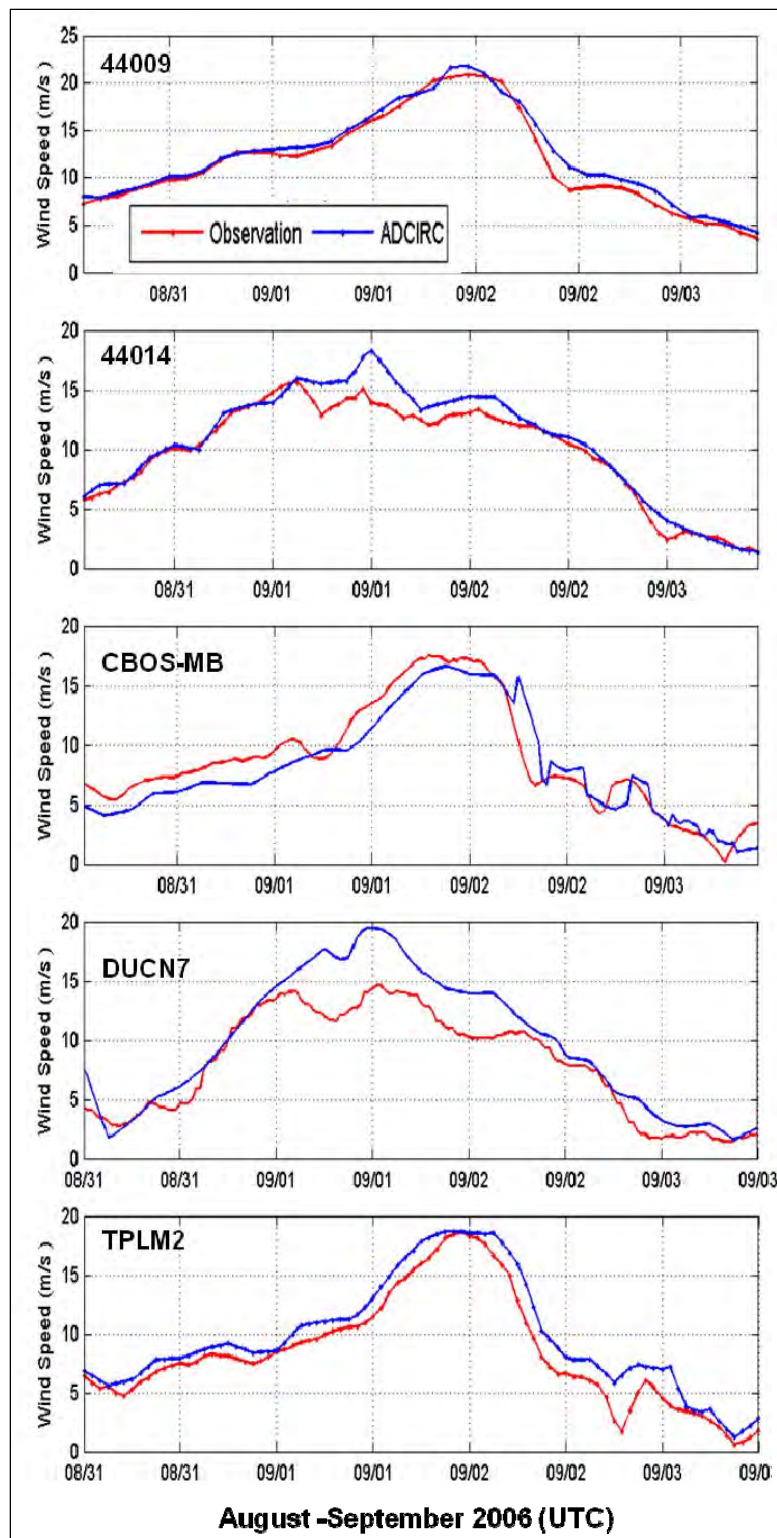 44009
Wind Speed (m/s)
25
20
15
10
5
0
Observation ADCIRC
08/31 09/01 09/01 09/02 09/02 09/03
44014
Wind Speed (m/s )
20
15
10
5
0
08/31 09/01 09/01 09/02 09/02 09/03
CBOS-MB
Wind Speed (m/s )
20
15
10
5
0
08/31 09/01 09/01 09/02 09/02 09/03
DUCN7
Wind Speed (m/s )
20
15
10
5
0
08/31 08/31 09/01 09/01 09/02 09/02 09/03 09/03
TPLM2
Wind Speed (m/s )
20
15
10
5
0
08/31 08/31 09/01 09/01 09/02 09/02 09/03 09/03
August -September 2006 (UTC)